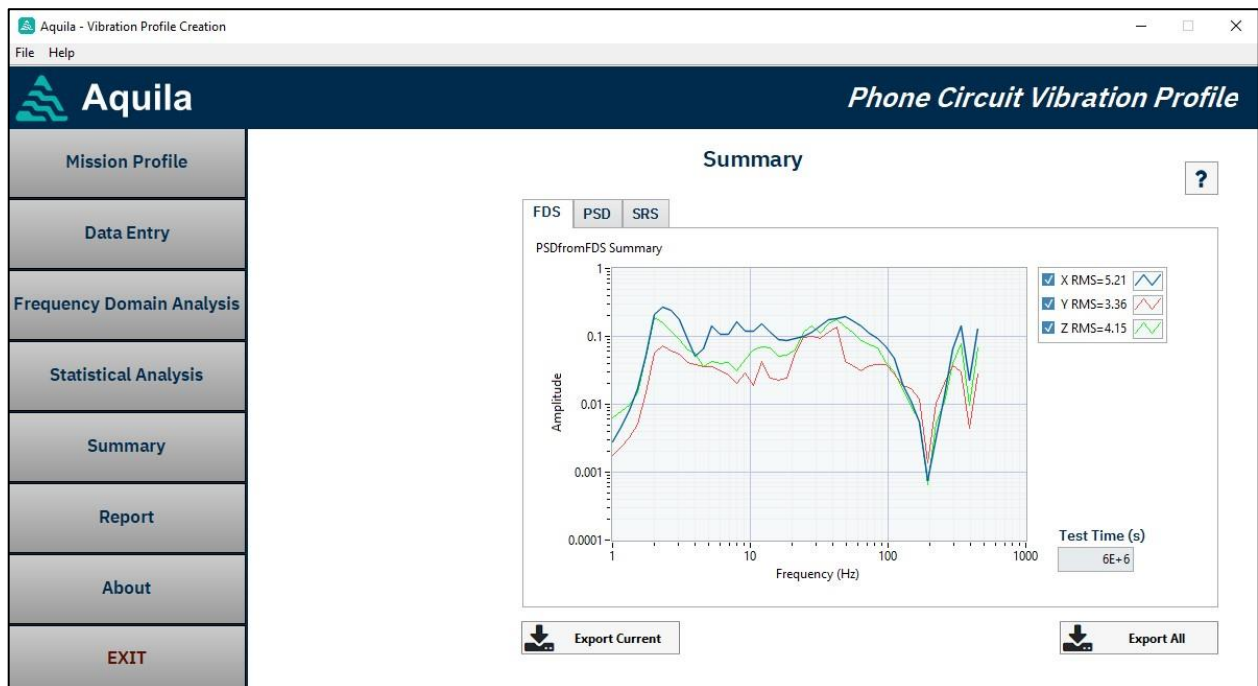 Aquila - Vibration Profile Creation
File Help
Aquila
Phone Circuit Vibration Profile
Mission Profile
Data Entry
Frequency Domain Analysis
Statistical Analysis
Summary
Report
About
EXIT
Summary
?
FDS PSD SRS
PSDfromFDS Summary
Amplitude
1
0.1
0.01
0.001
0.0001
1 10 100 1000
Frequency (Hz)
X RMS=5.21
Y RMS=3.36
Z RMS=4.15
Test Time (s)
6E+6
Export Current
Export All